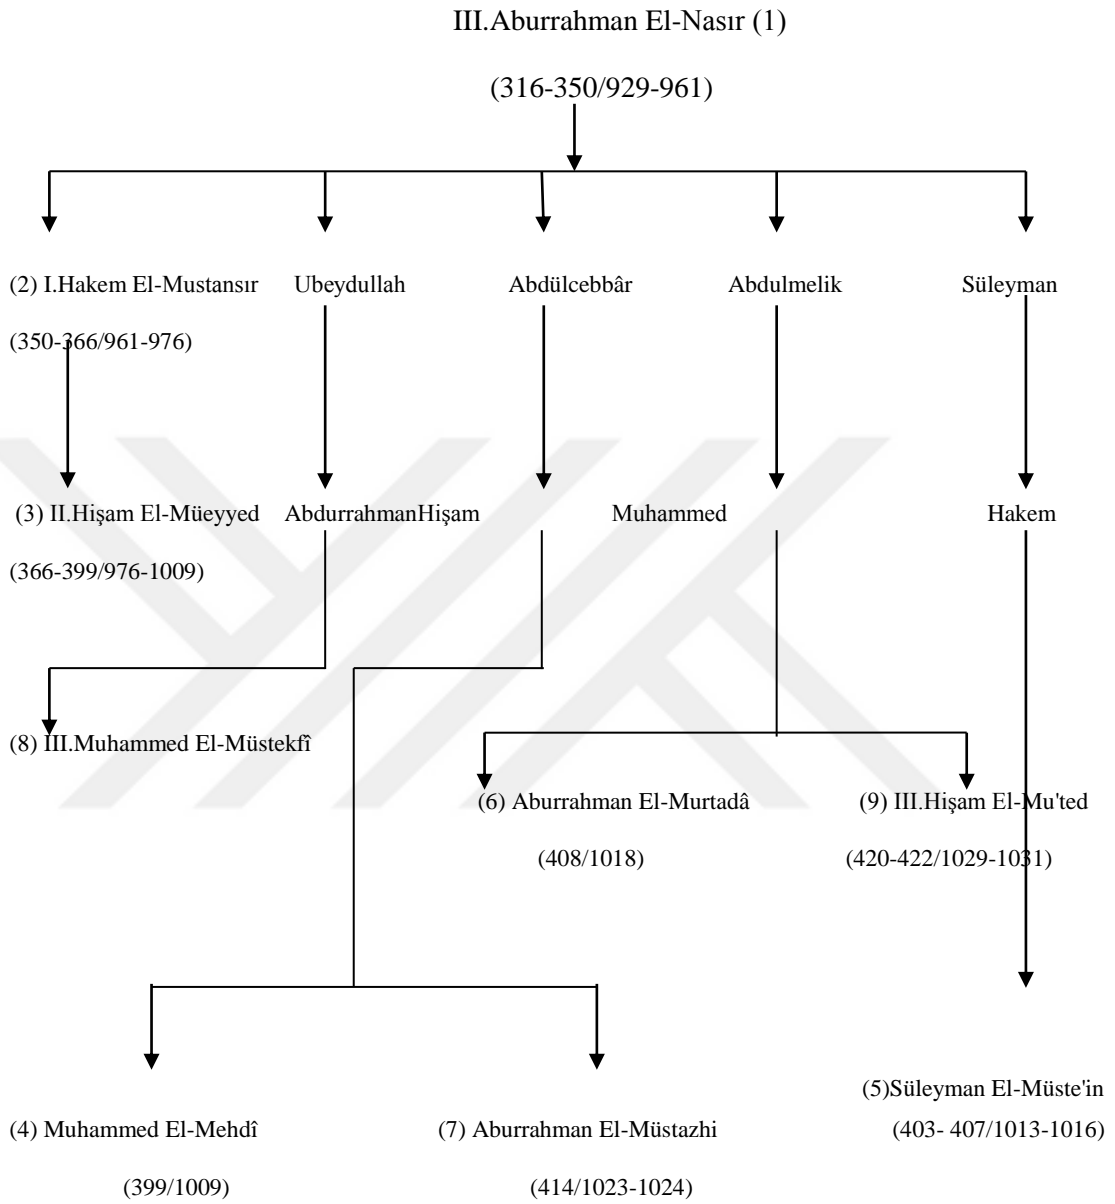 III.Aburrahman El-Nasır (1)
(316-350/929-961)
(2) I.Hakem El-Mustansır Ubeydullah Abdülcebbâr Abdulmelik Süleyman
(350-366/961-976)
(3) II.Hişam El-Müeyyed AbdurrahmanHişam Muhammed Hakem
(366-399/976-1009)
(8) III.Muhammed El-Müstekfî
(6) Aburrahman El-Murtadâ (9) III.Hişam El-Mu'ted
(408/1018) (420-422/1029-1031)
(5)Süleyman El-Müste'in
(4) Muhammed El-Mehdî (7) Aburrahman El-Müstazhi (403- 407/1013-1016)
(399/1009) (414/1023-1024)